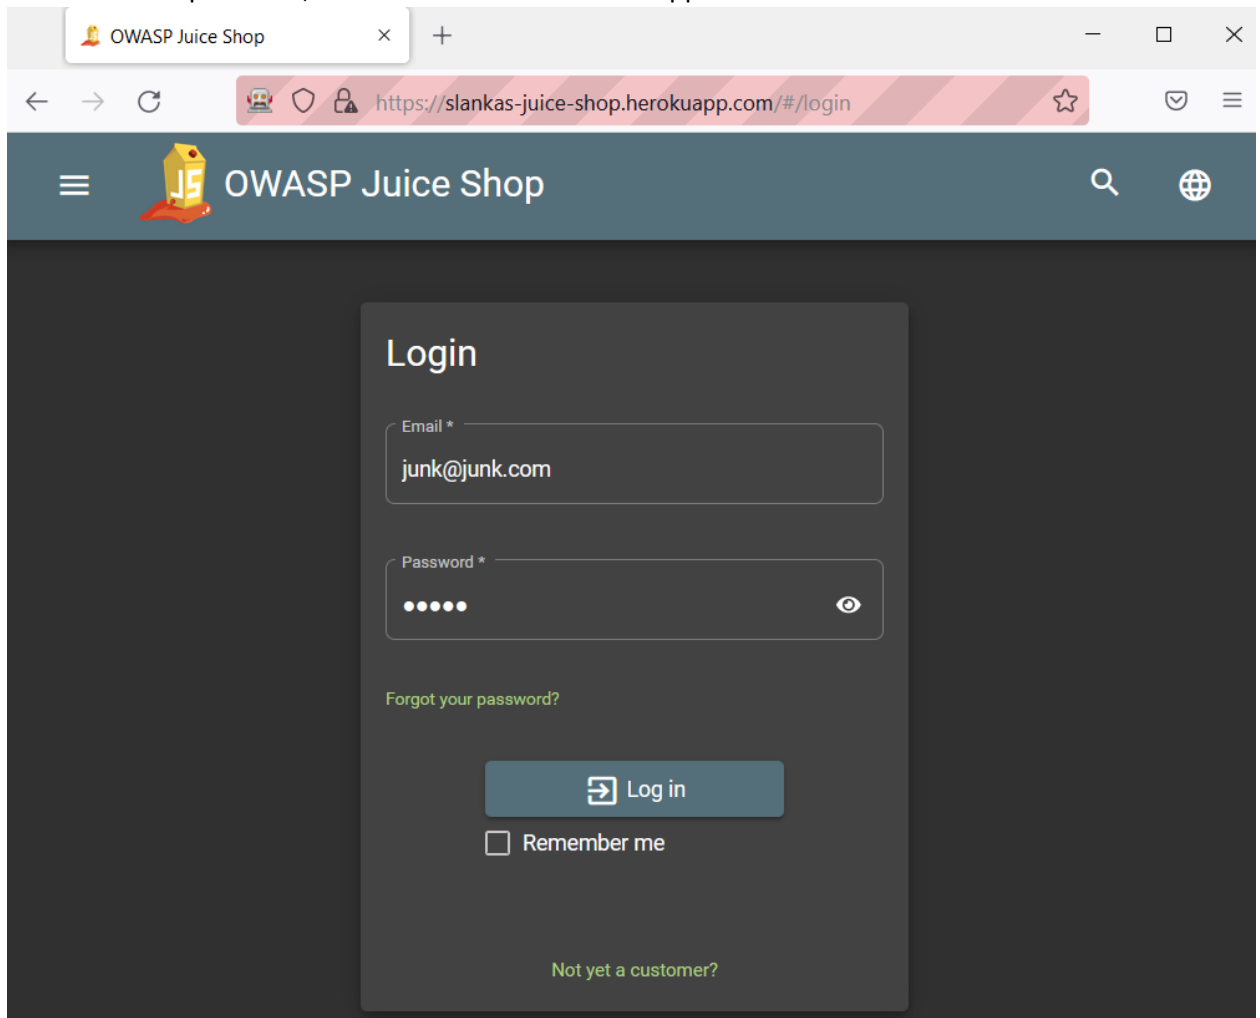 OWASP Juice Shop
https://slankas-juice-shop.herokuapp.com/#/login
JS OWASP Juice Shop
Login
Email *
junk@junk.com
Password *
•••••
Forgot your password?
Log in
Remember me
Not yet a customer?